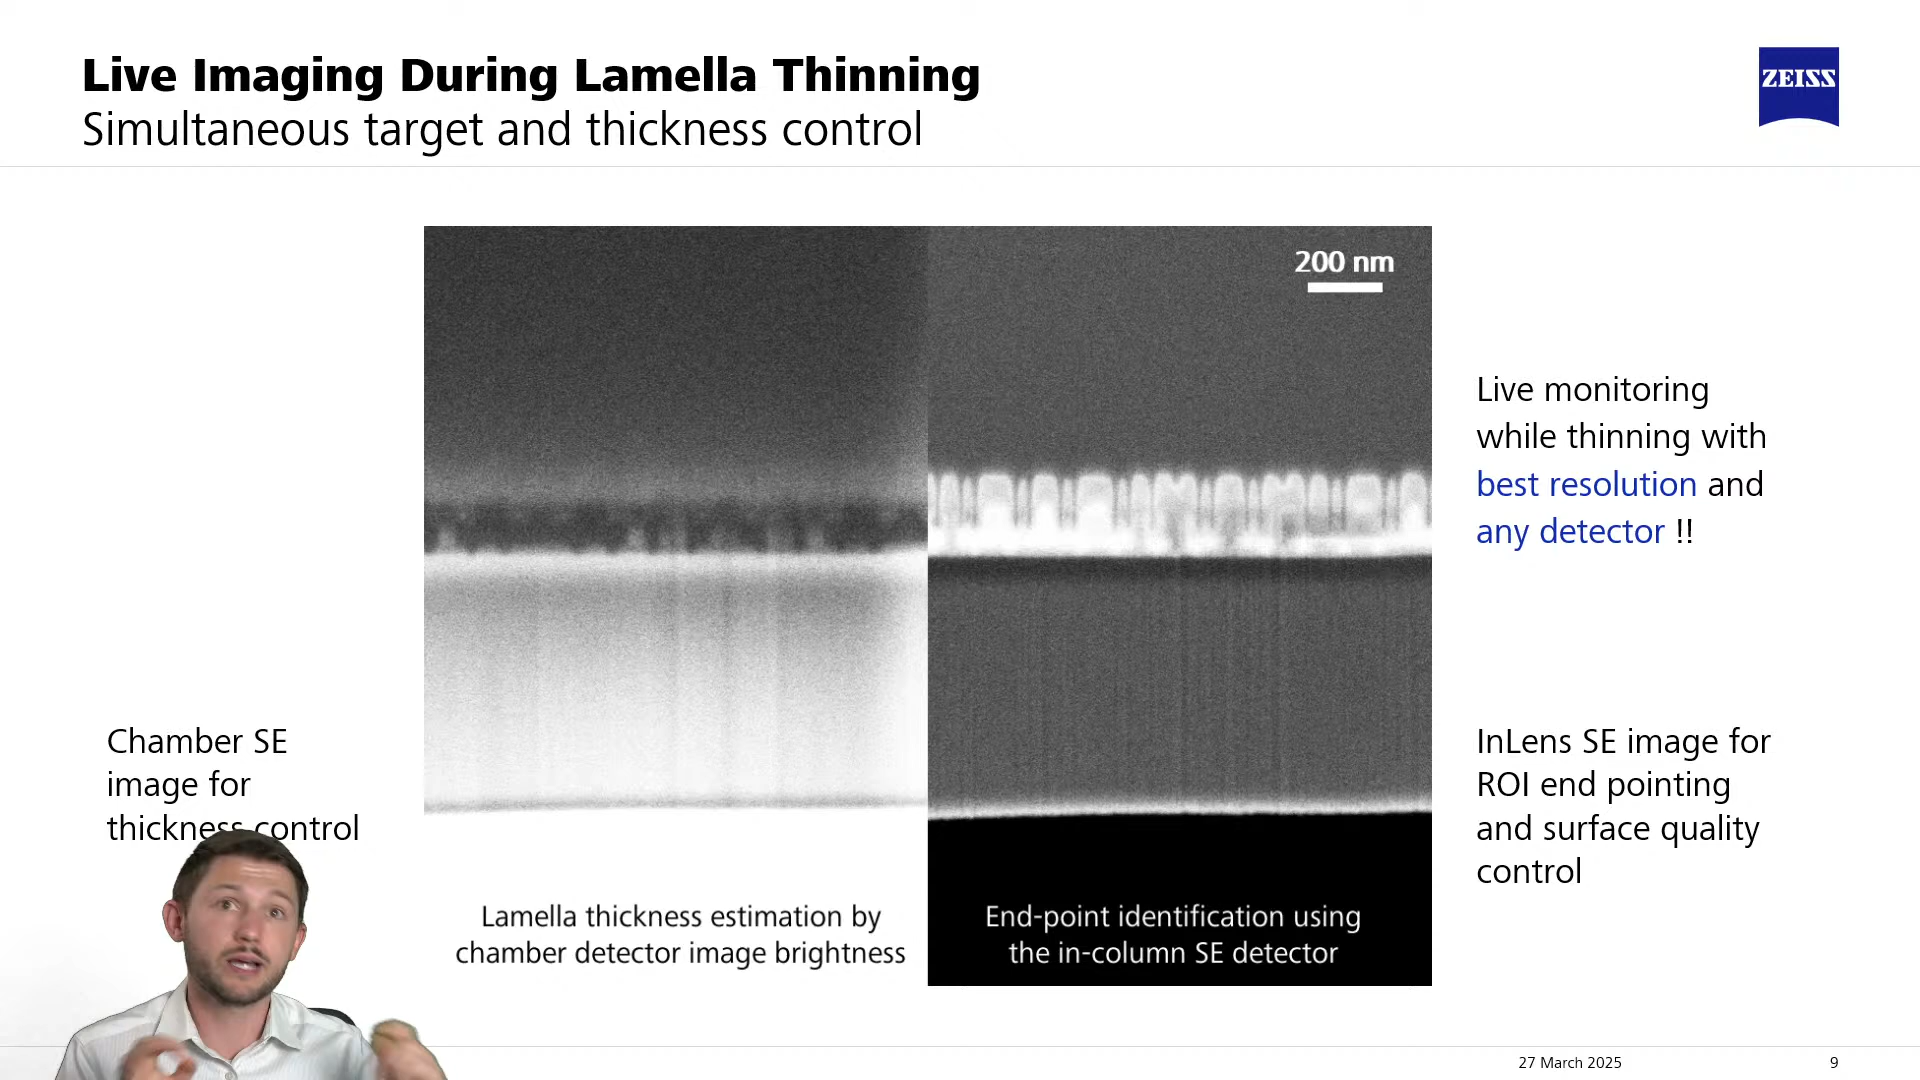 Live Imaging During Lamella Thinning
Simultaneous target and thickness control
ZEISS
200 nm
Live monitoring
while thinning with
best resolution and
any detector !!
Chamber SE
image for
thickness control
InLens SE image for
ROI end pointing
and surface quality
control
Lamella thickness estimation by
chamber detector image brightness
End-point identification using
the in-column SE detector
27 March 2025
9